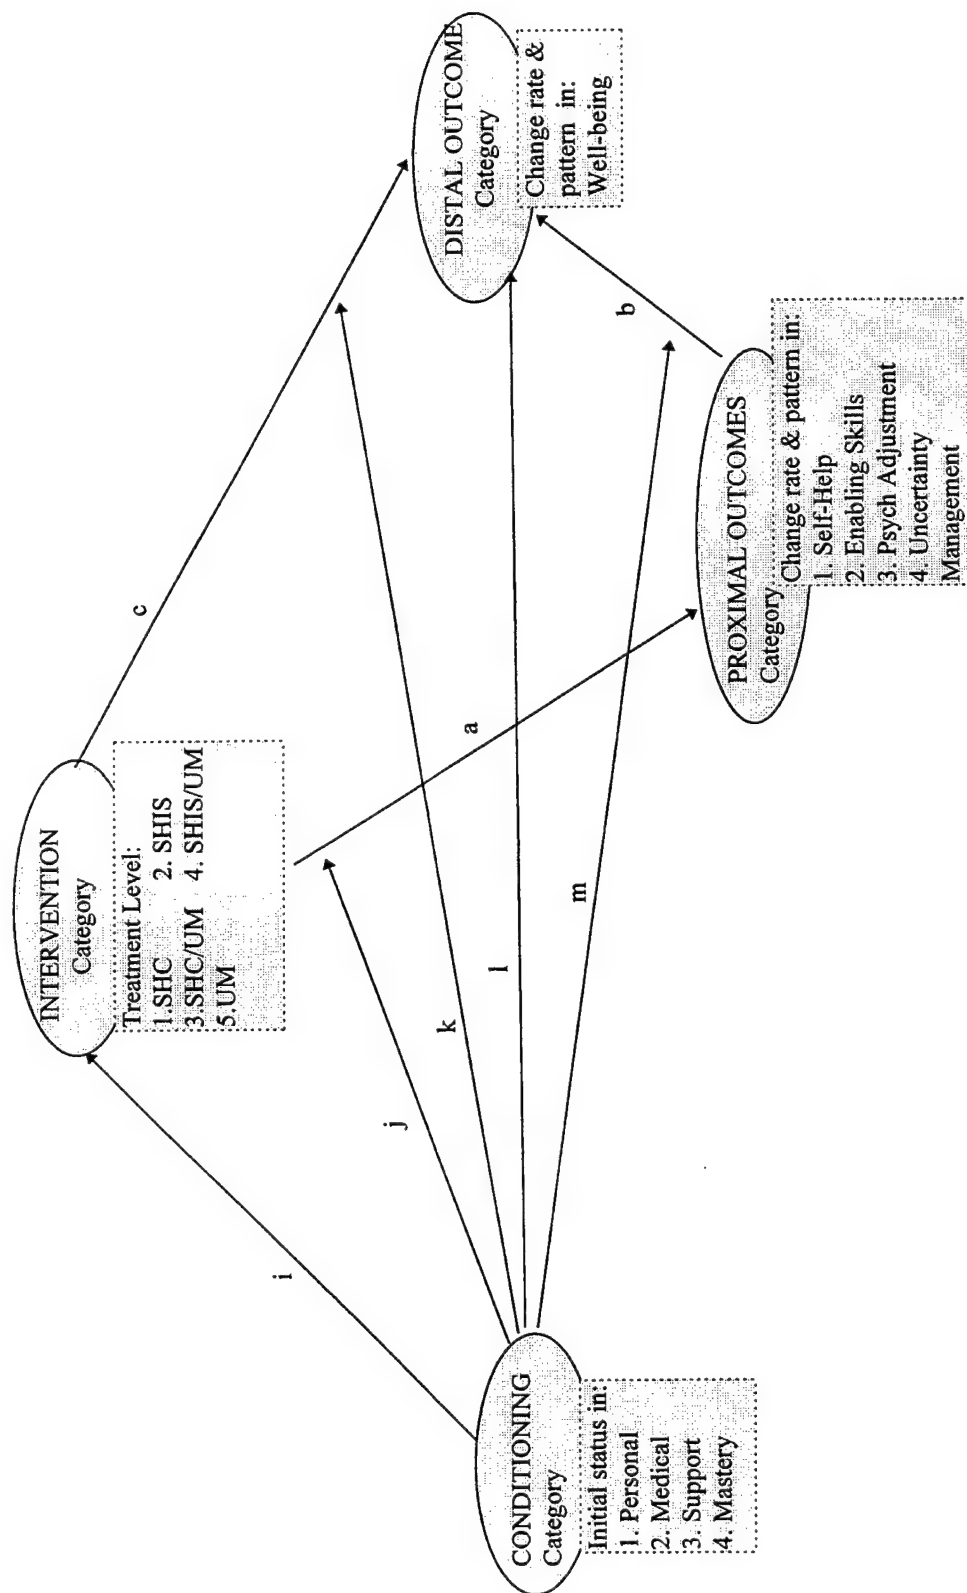 INTERVENTION
Category
Treatment Level:
1.SHC 2. SHIS
3.SHC/UM 4. SHIS/UM
5.UM
c
i
j
k
a
l
m
b
CONDITIONING
Category
Initial status in:
1. Personal
2. Medical
3. Support
4. Mastery
DISTAL OUTCOME
Category
Change rate &
pattern in:
Well-being
PROXIMAL OUTCOMES
Category
Change rate & pattern in:
1. Self-Help
2. Enabling Skills
3. Psych Adjustment
4. Uncertainty
Management